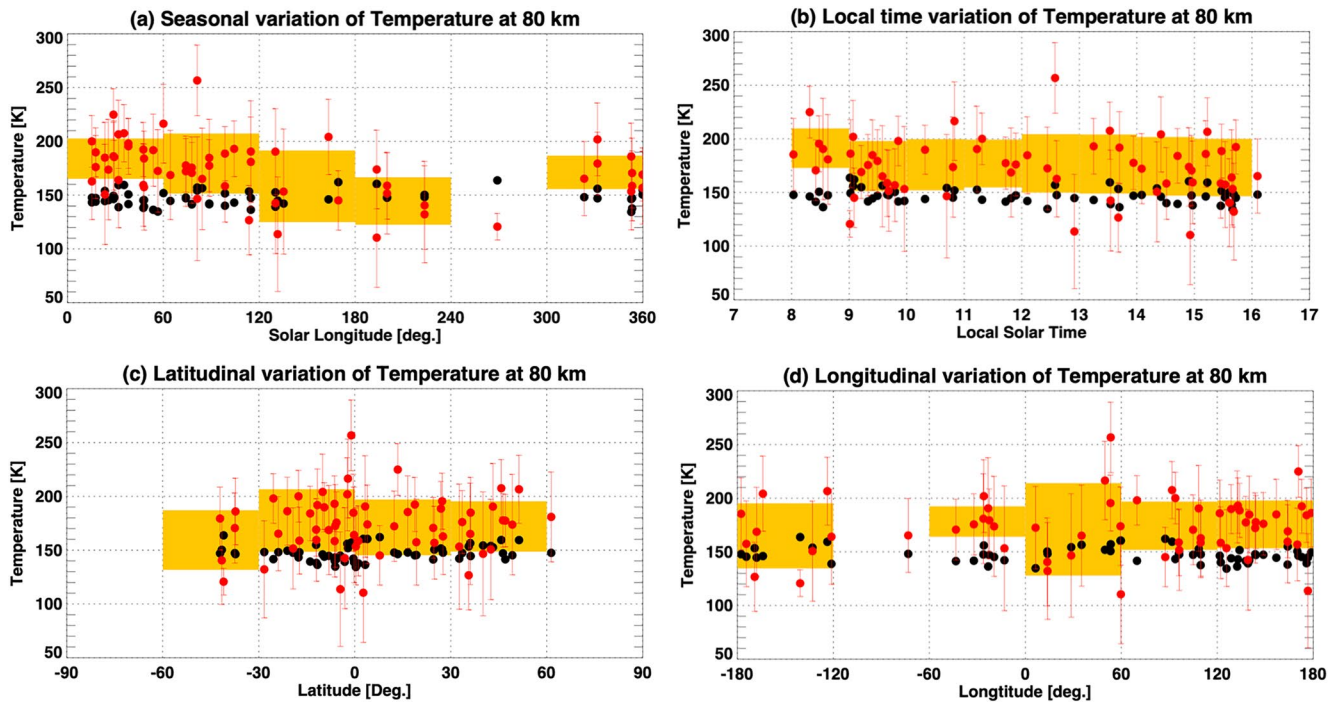 (a) Seasonal variation of Temperature at 80 km
300
250
200
150
100
50
Temperature [K]
0 60 120 180 240 300 360
Solar Longitude [deg.]
(b) Local time variation of Temperature at 80 km
300
250
200
150
100
50
Temperature [K]
7 8 9 10 11 12 13 14 15 16 17
Local Solar Time
(c) Latitudinal variation of Temperature at 80 km
300
250
200
150
100
50
Temperature [K]
-90 -60 -30 0 30 60 90
Latitude [Deg.]
(d) Longitudinal variation of Temperature at 80 km
300
250
200
150
100
50
Temperature [K]
-180 -120 -60 0 60 120 180
Longtitude [deg.]